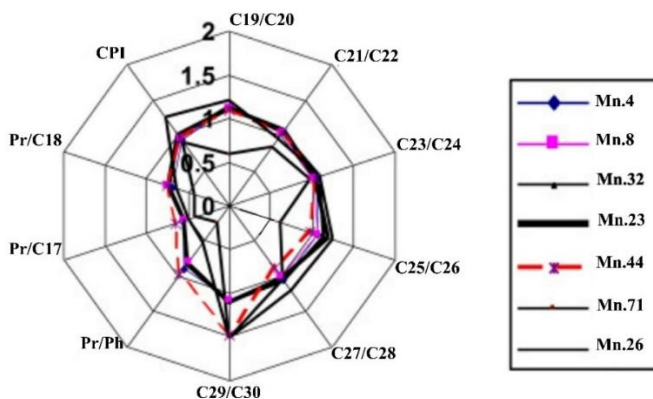 C19/C20
2
CPI
C21/C22
1.5
1
Pr/C18
C23/C24
0.5
0
Pr/C17
C25/C26
Pr/Ph
C27/C28
C29/C30
Mn.4
Mn.8
Mn.32
Mn.23
Mn.44
Mn.71
Mn.26